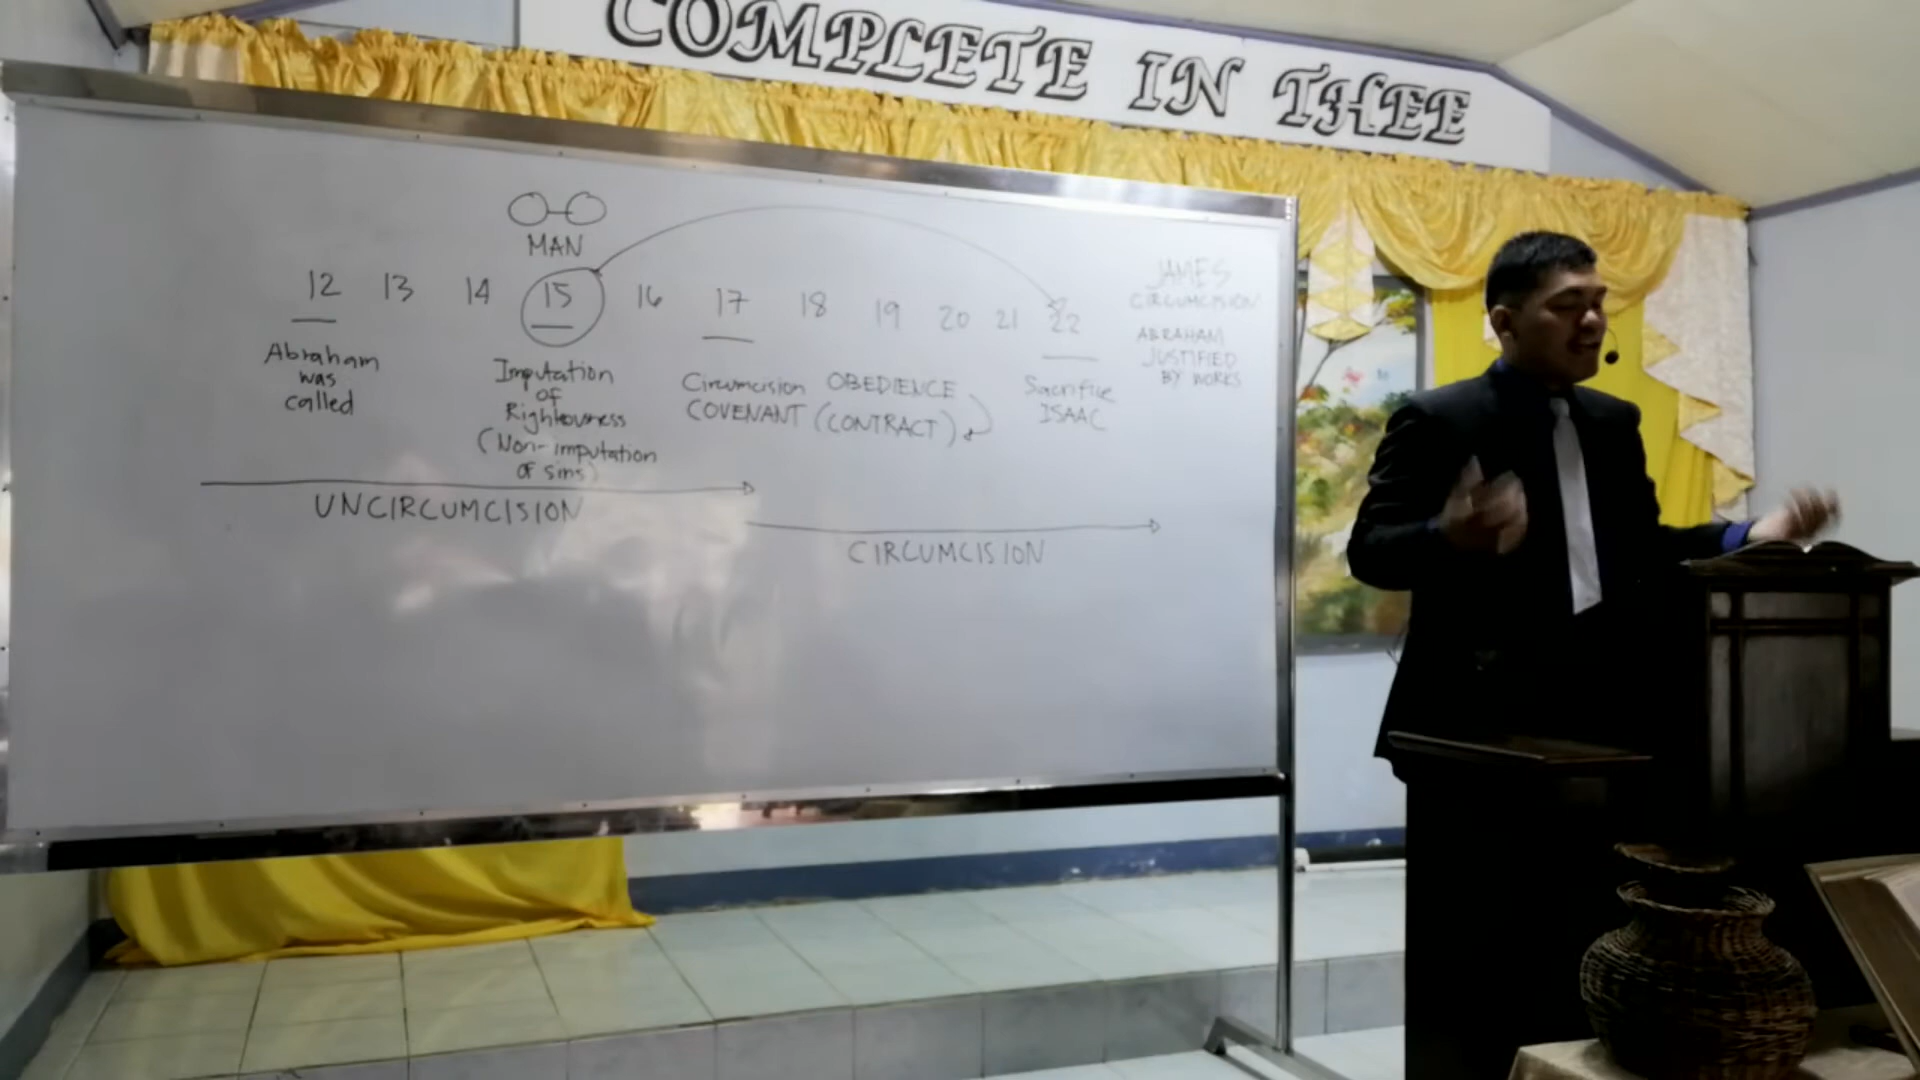 COMPLETE IN THEE
MAN
12 13 14 15 16 17 18 19 20 21 22
Abraham
was
called
Imputation
of
Righteousness
(Non-imputation
of sins)
Circumcision OBEDIENCE
COVENANT (CONTRACT)
Sacrifice
ISAAC
JAMES
CIRCUMCISION
ABRAHAM
JUSTIFIED
BY WORKS
UNCIRCUMCISION
CIRCUMCISION